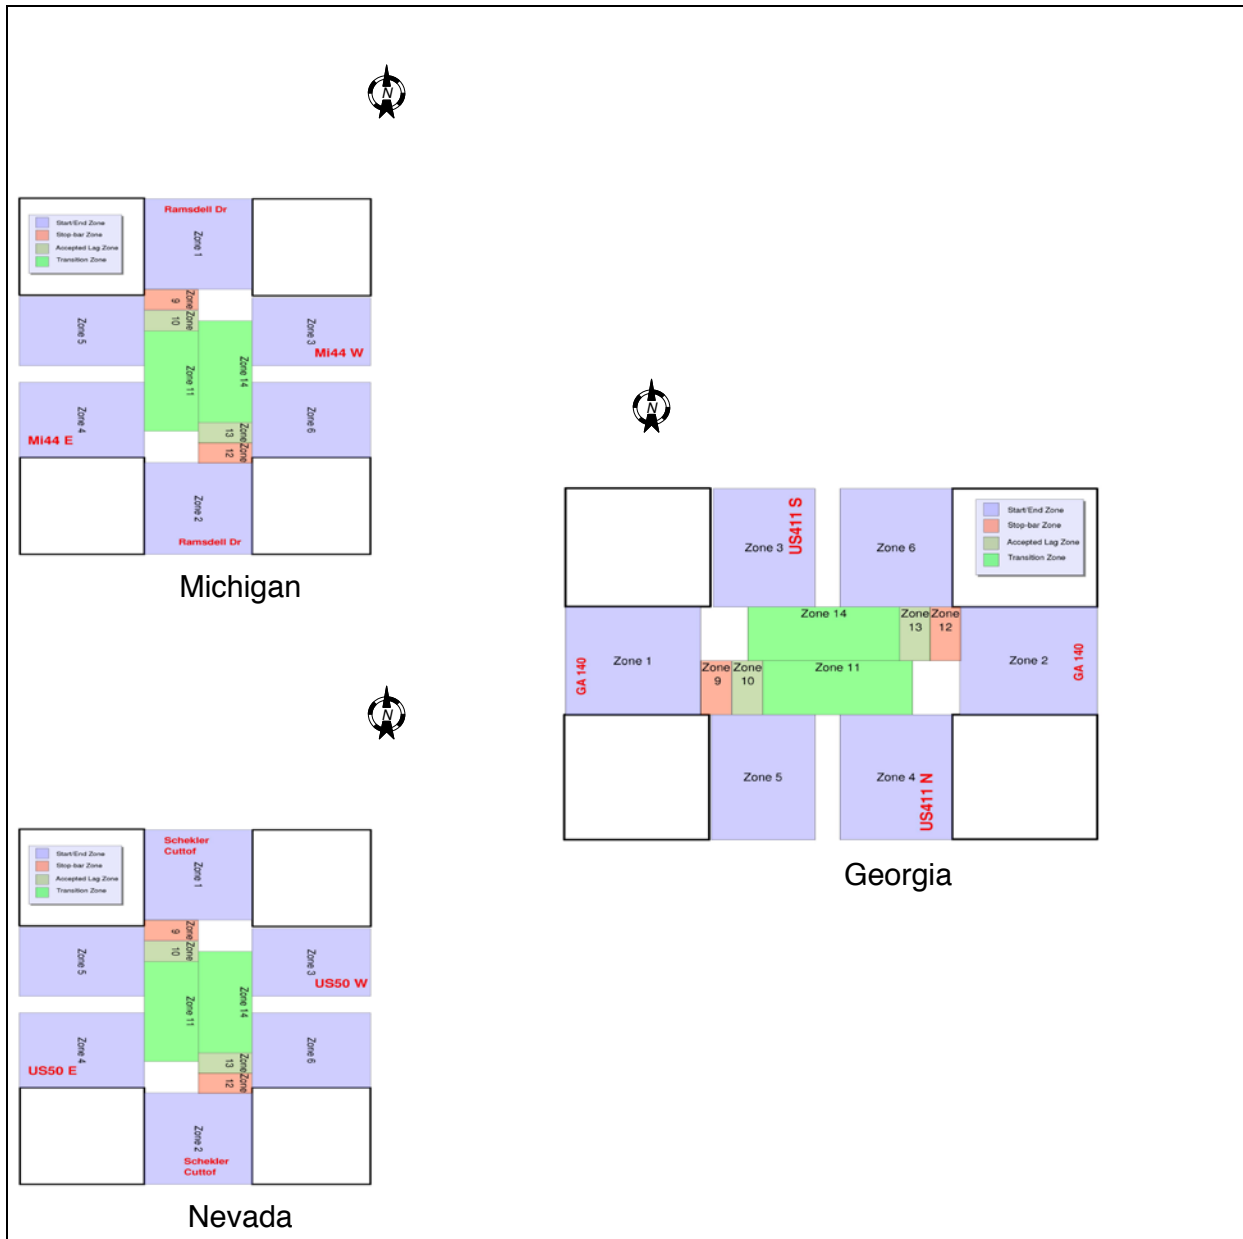 N
Ramsdell Dr
Zone 1
Start/End Zone
Stop-bar Zone
Accepted Lag Zone
Transition Zone
Zone
9
Zone
10
Zone 5
Zone 3
Mi44 W
Zone 14
Zone 11
Zone 4
Mi44 E
Zone
13
Zone
12
Zone 6
Zone 2
Ramsdell Dr
Michigan
N
Zone 3
US411 S
Zone 6
Start/End Zone
Stop-bar Zone
Accepted Lag Zone
Transition Zone
Zone 14
Zone
13
Zone
12
Zone 1
GA 140
Zone 2
GA 140
Zone
9
Zone
10
Zone 11
Zone 5
Zone 4
US411 N
Georgia
N
Schekler
Cuttof
Zone 1
Start/End Zone
Stop-bar Zone
Accepted Lag Zone
Transition Zone
Zone
9
Zone
10
Zone 5
Zone 3
US50 W
Zone 14
Zone 11
Zone 4
US50 E
Zone
13
Zone
12
Zone 6
Zone 2
Schekler
Cuttof
Nevada